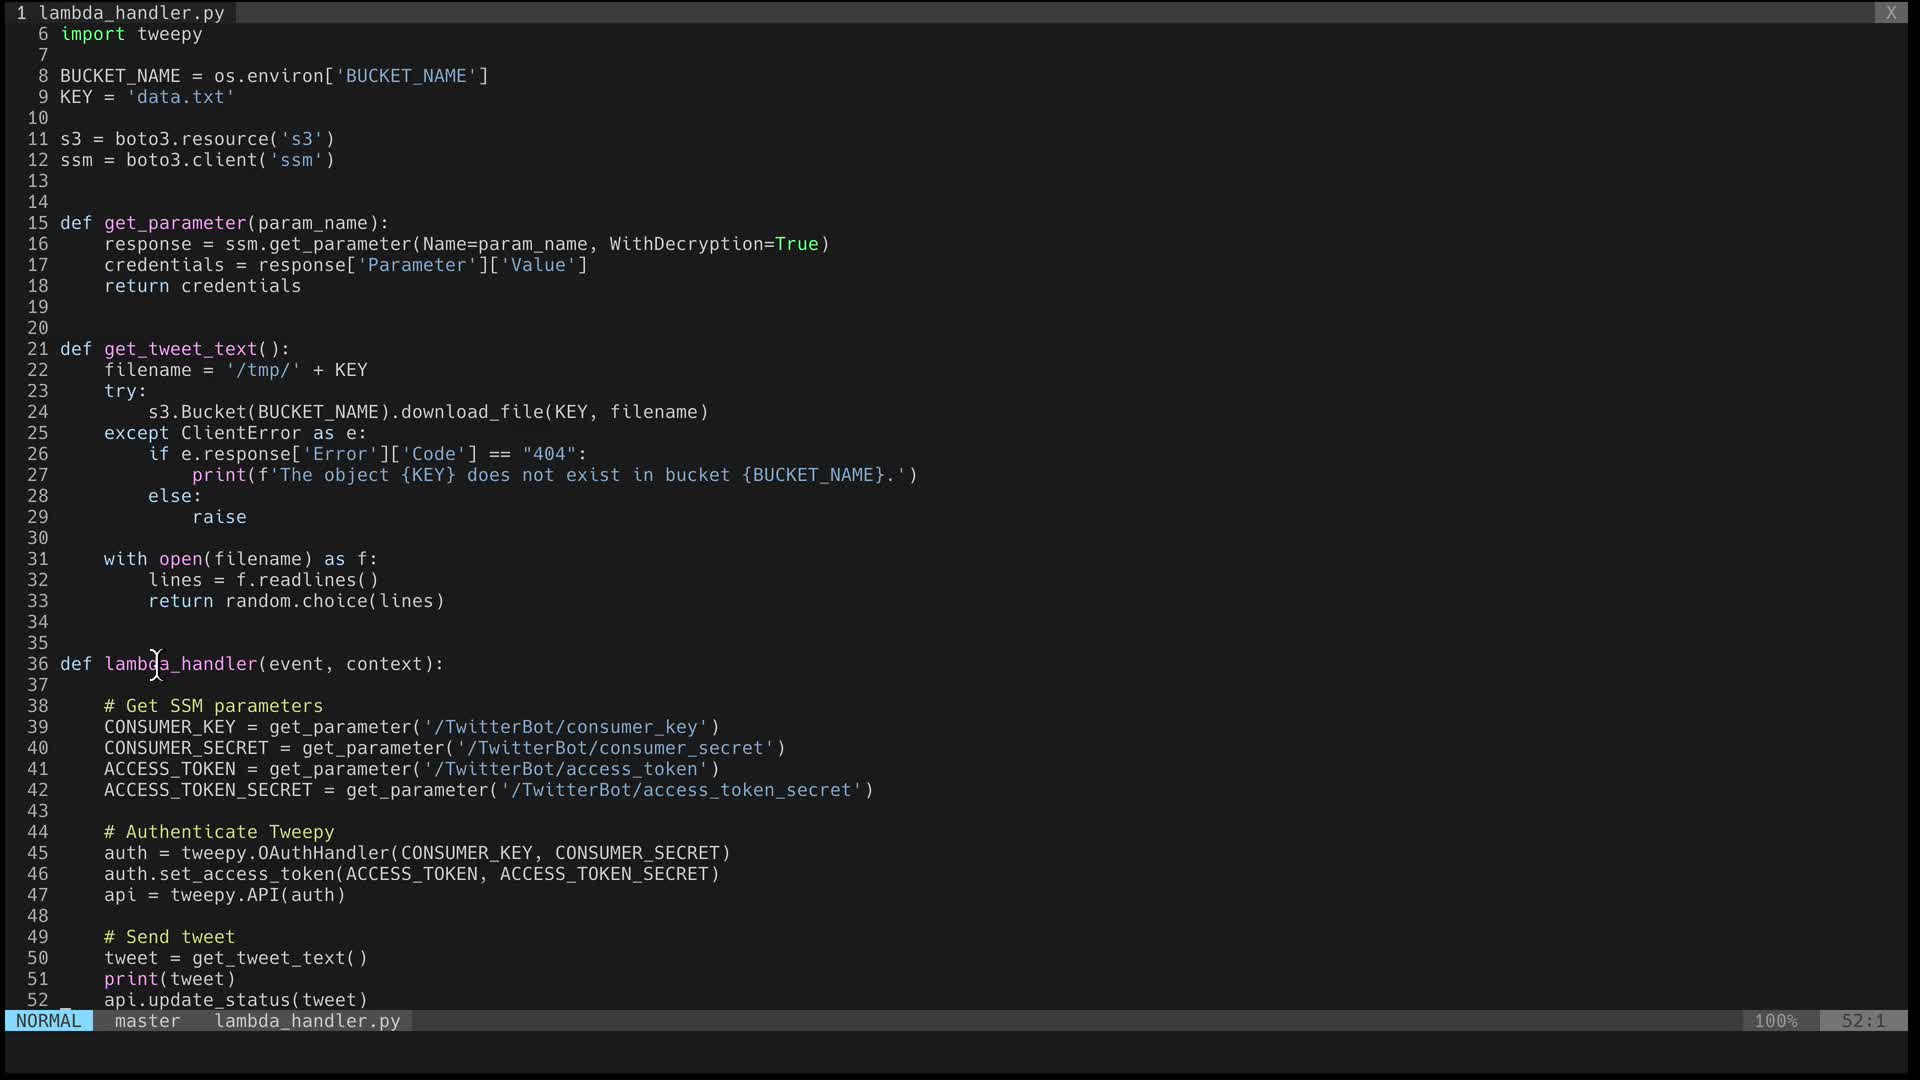 1 lambda_handler.py X
6 import tweepy
7
8 BUCKET_NAME = os.environ['BUCKET_NAME']
9 KEY = 'data.txt'
10
11 s3 = boto3.resource('s3')
12 ssm = boto3.client('ssm')
13
14
15 def get_parameter(param_name):
16     response = ssm.get_parameter(Name=param_name, WithDecryption=True)
17     credentials = response['Parameter']['Value']
18     return credentials
19
20
21 def get_tweet_text():
22     filename = '/tmp/' + KEY
23     try:
24         s3.Bucket(BUCKET_NAME).download_file(KEY, filename)
25     except ClientError as e:
26         if e.response['Error']['Code'] == "404":
27             print(f'The object {KEY} does not exist in bucket {BUCKET_NAME}.')
28         else:
29             raise
30
31     with open(filename) as f:
32         lines = f.readlines()
33         return random.choice(lines)
34
35
36 def lambda_handler(event, context):
37
38     # Get SSM parameters
39     CONSUMER_KEY = get_parameter('/TwitterBot/consumer_key')
40     CONSUMER_SECRET = get_parameter('/TwitterBot/consumer_secret')
41     ACCESS_TOKEN = get_parameter('/TwitterBot/access_token')
42     ACCESS_TOKEN_SECRET = get_parameter('/TwitterBot/access_token_secret')
43
44     # Authenticate Tweepy
45     auth = tweepy.OAuthHandler(CONSUMER_KEY, CONSUMER_SECRET)
46     auth.set_access_token(ACCESS_TOKEN, ACCESS_TOKEN_SECRET)
47     api = tweepy.API(auth)
48
49     # Send tweet
50     tweet = get_tweet_text()
51     print(tweet)
52     api.update_status(tweet)
NORMAL master lambda_handler.py 100% 52:1